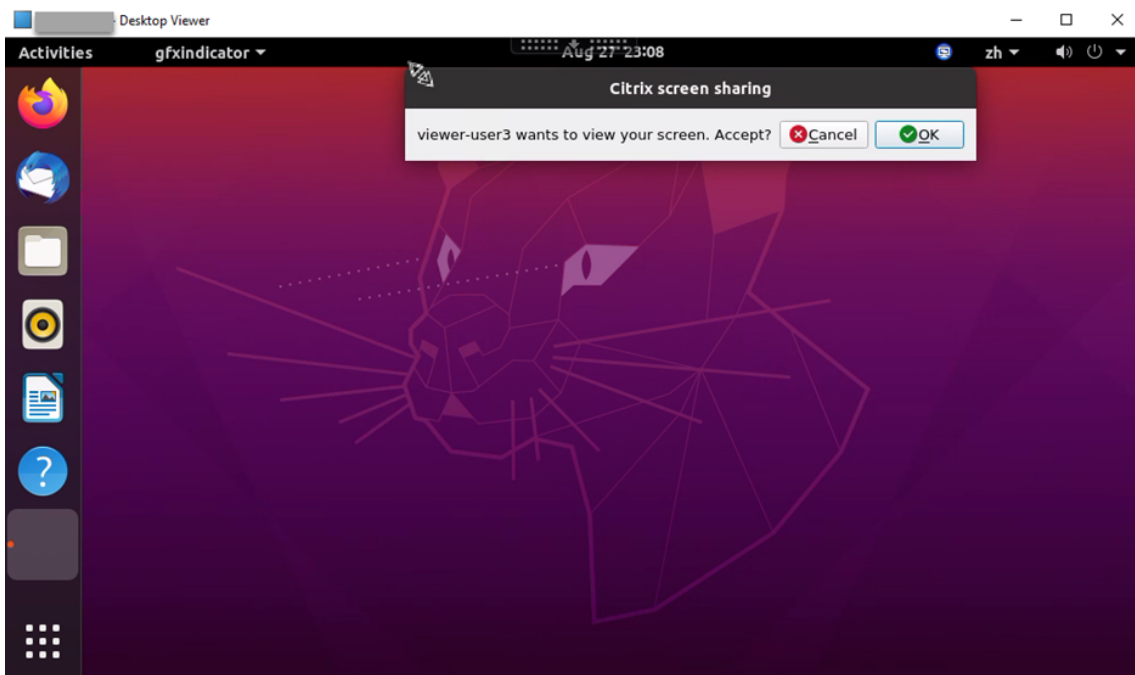 Desktop Viewer
Activities gfxindicator Aug 27 23:08 zh
Citrix screen sharing
viewer-user3 wants to view your screen. Accept? Cancel OK
?